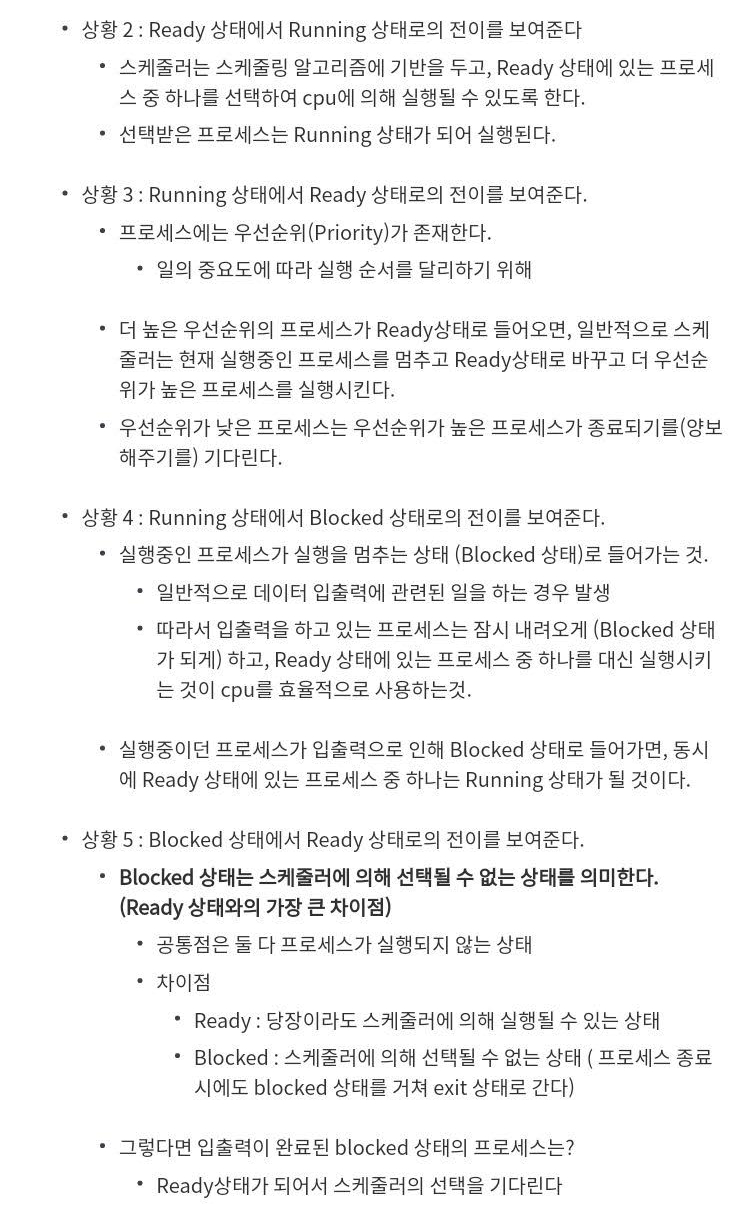 • 상황 2 : Ready 상태에서 Running 상태로의 전이를 보여준다
• 스케줄러는 스케줄링 알고리즘에 기반을 두고, Ready 상태에 있는 프로세
스 중 하나를 선택하여 cpu에 의해 실행될 수 있도록 한다.
• 선택받은 프로세스는 Running 상태가 되어 실행된다.
• 상황 3 : Running 상태에서 Ready 상태로의 전이를 보여준다.
• 프로세스에는 우선순위(Priority)가 존재한다.
• 일의 중요도에 따라 실행 순서를 달리하기 위해
• 더 높은 우선순위의 프로세스가 Ready상태로 들어오면, 일반적으로 스케
줄러는 현재 실행중인 프로세스를 멈추고 Ready상태로 바꾸고 더 우선순
위가 높은 프로세스를 실행시킨다.
• 우선순위가 낮은 프로세스는 우선순위가 높은 프로세스가 종료되기를(양보
해주기를) 기다린다.
• 상황 4 : Running 상태에서 Blocked 상태로의 전이를 보여준다.
• 실행중인 프로세스가 실행을 멈추는 상태 (Blocked 상태)로 들어가는 것.
• 일반적으로 데이터 입출력에 관련된 일을 하는 경우 발생
• 따라서 입출력을 하고 있는 프로세스는 잠시 내려오게 (Blocked 상태
가 되게) 하고, Ready 상태에 있는 프로세스 중 하나를 대신 실행시키
는 것이 cpu를 효율적으로 사용하는것.
• 실행중이던 프로세스가 입출력으로 인해 Blocked 상태로 들어가면, 동시
에 Ready 상태에 있는 프로세스 중 하나는 Running 상태가 될 것이다.
• 상황 5 : Blocked 상태에서 Ready 상태로의 전이를 보여준다.
• Blocked 상태는 스케줄러에 의해 선택될 수 없는 상태를 의미한다.
(Ready 상태와의 가장 큰 차이점)
• 공통점은 둘 다 프로세스가 실행되지 않는 상태
• 차이점
• Ready : 당장이라도 스케줄러에 의해 실행될 수 있는 상태
• Blocked : 스케줄러에 의해 선택될 수 없는 상태 ( 프로세스 종료
시에도 blocked 상태를 거쳐 exit 상태로 간다)
• 그렇다면 입출력이 완료된 blocked 상태의 프로세스는?
• Ready상태가 되어서 스케줄러의 선택을 기다린다